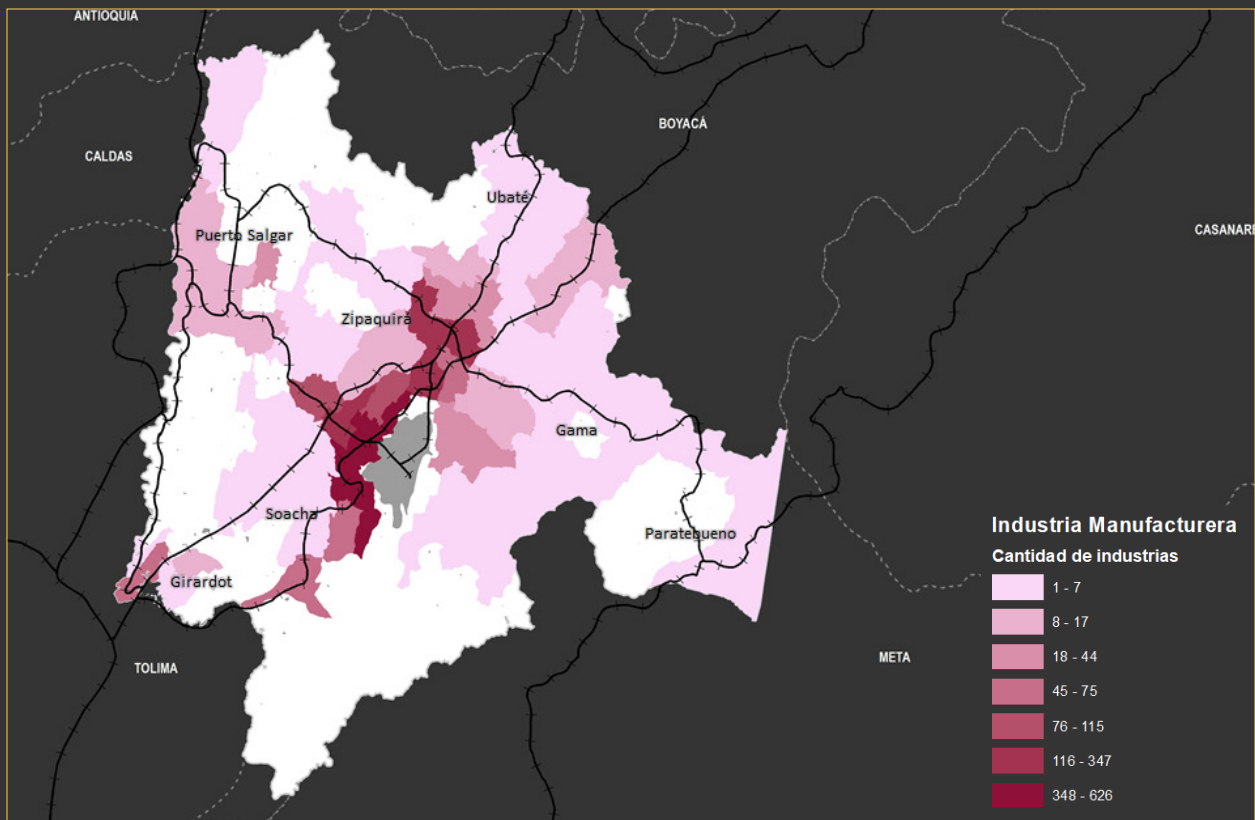 ANTIOQUIA
BOYACÁ
CALDAS
Ubaté
CASANARE
Puerto Salgar
Zipaquirá
Gama
Soacha
Paratebueno
Girardot
TOLIMA
META
Industria Manufacturera
Cantidad de industrias
1 - 7
8 - 17
18 - 44
45 - 75
76 - 115
116 - 347
348 - 626